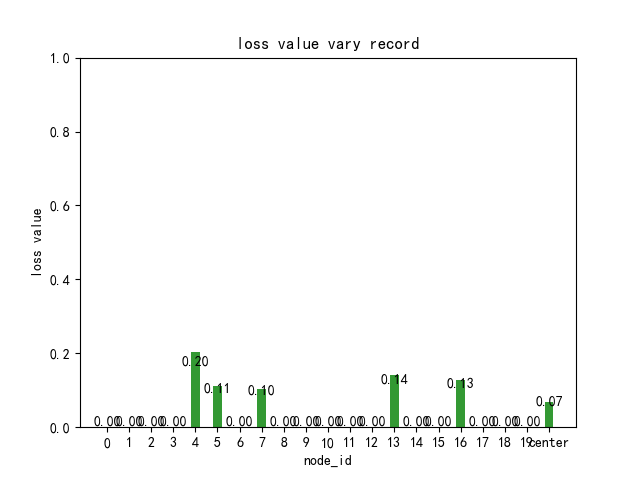 loss value vary record
1.0
0.8
0.6
0.4
0.2
0.0
loss value
0.00 0.00 0.00 0.00 0.20 0.11 0.00 0.10 0.00 0.00 0.00 0.00 0.00 0.14 0.00 0.00 0.13 0.00 0.00 0.00 0.07
0 1 2 3 4 5 6 7 8 9 10 11 12 13 14 15 16 17 18 19 center
node_id